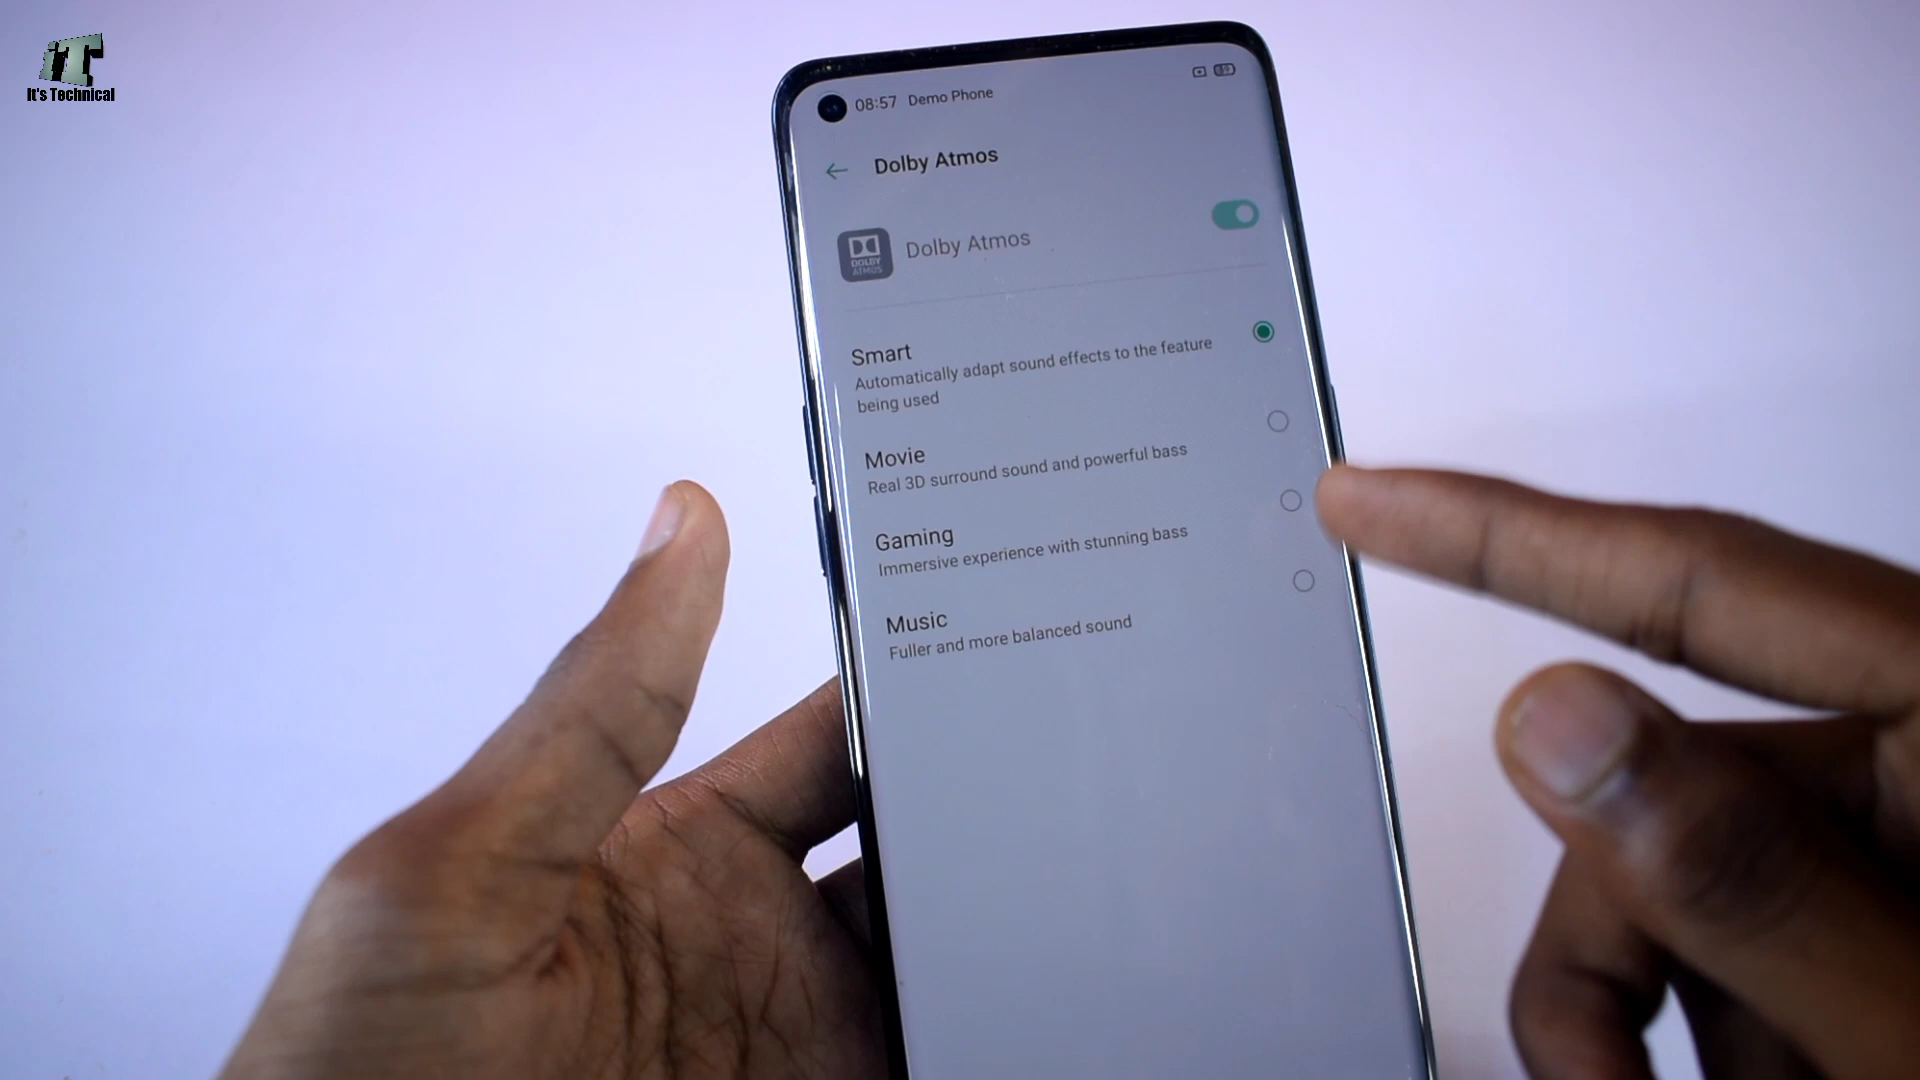 iT
It's Technical
08:57 Demo Phone
Dolby Atmos
DOLBY
ATMOS
Dolby Atmos
Smart
Automatically adapt sound effects to the feature
being used
Movie
Real 3D surround sound and powerful bass
Gaming
Immersive experience with stunning bass
Music
Fuller and more balanced sound